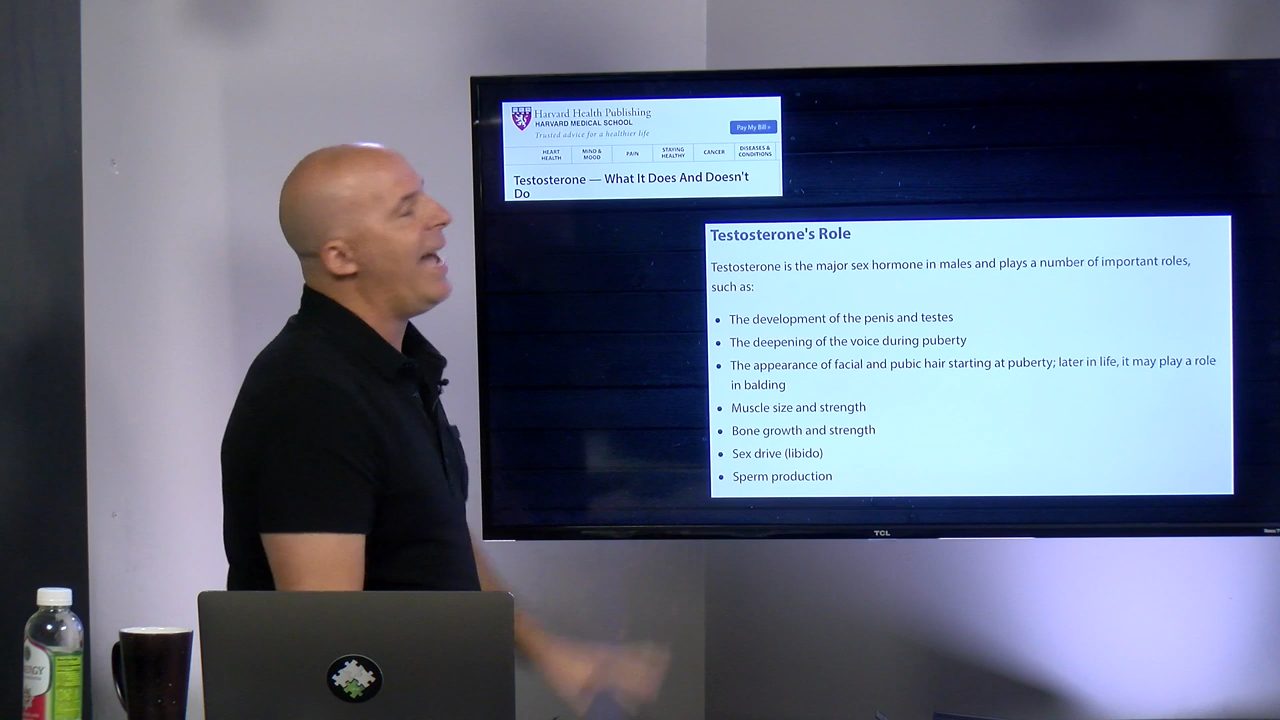 Harvard Health Publishing
HARVARD MEDICAL SCHOOL
Trusted advice for a healthier life
Pay My Bill »
HEART HEALTH
MIND & MOOD
PAIN
STAYING HEALTHY
CANCER
DISEASES & CONDITIONS
Testosterone — What It Does And Doesn't
Do
Testosterone's Role
Testosterone is the major sex hormone in males and plays a number of important roles,
such as:
• The development of the penis and testes
• The deepening of the voice during puberty
• The appearance of facial and pubic hair starting at puberty; later in life, it may play a role
in balding
• Muscle size and strength
• Bone growth and strength
• Sex drive (libido)
• Sperm production
TCL